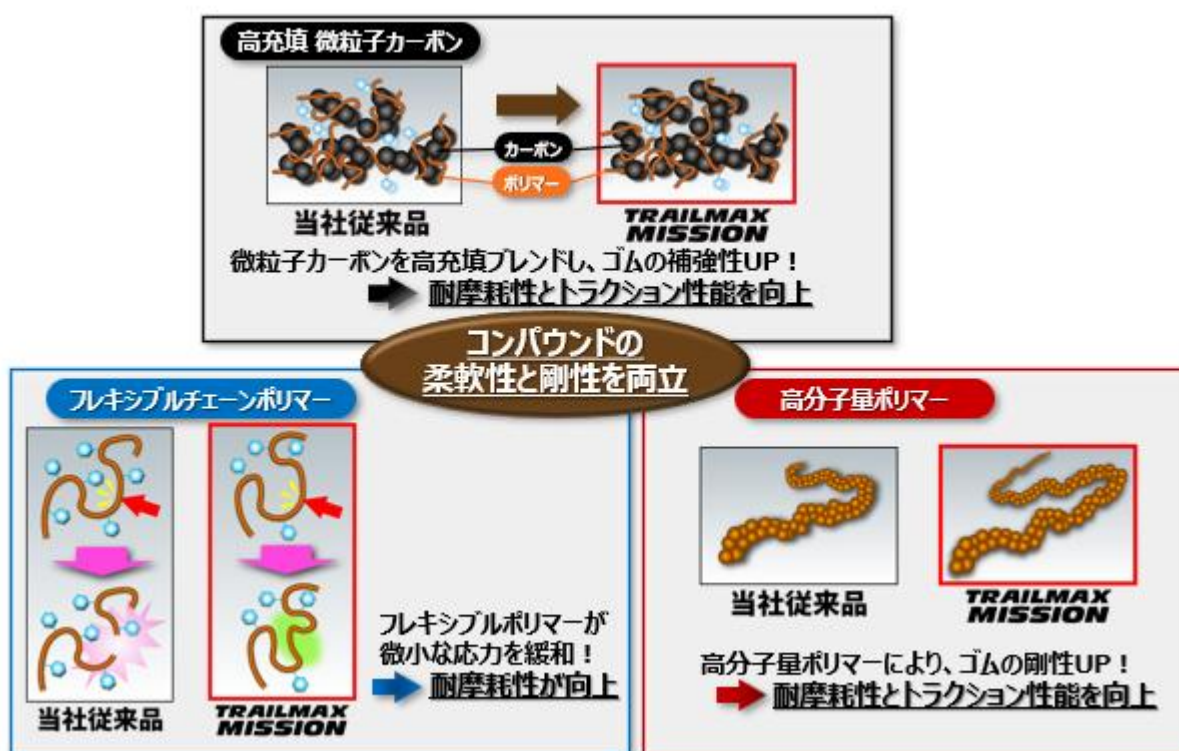 高充填 微粒子カーボン
カーボン
ポリマー
当社従来品
TRAILMAX
MISSION
微粒子カーボンを高充填ブレンドし、ゴムの補強性UP！
耐摩耗性とトラクション性能を向上
コンパウンドの
柔軟性と剛性を両立
フレキシブルチェーンポリマー
当社従来品
TRAILMAX
MISSION
フレキシブルポリマーが
微小な応力を緩和！
耐摩耗性が向上
高分子量ポリマー
当社従来品
TRAILMAX
MISSION
高分子量ポリマーにより、ゴムの剛性UP！
耐摩耗性とトラクション性能を向上